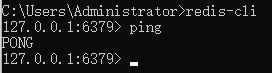 C:\Users\Administrator>redis-cli
127.0.0.1:6379> ping
PONG
127.0.0.1:6379>